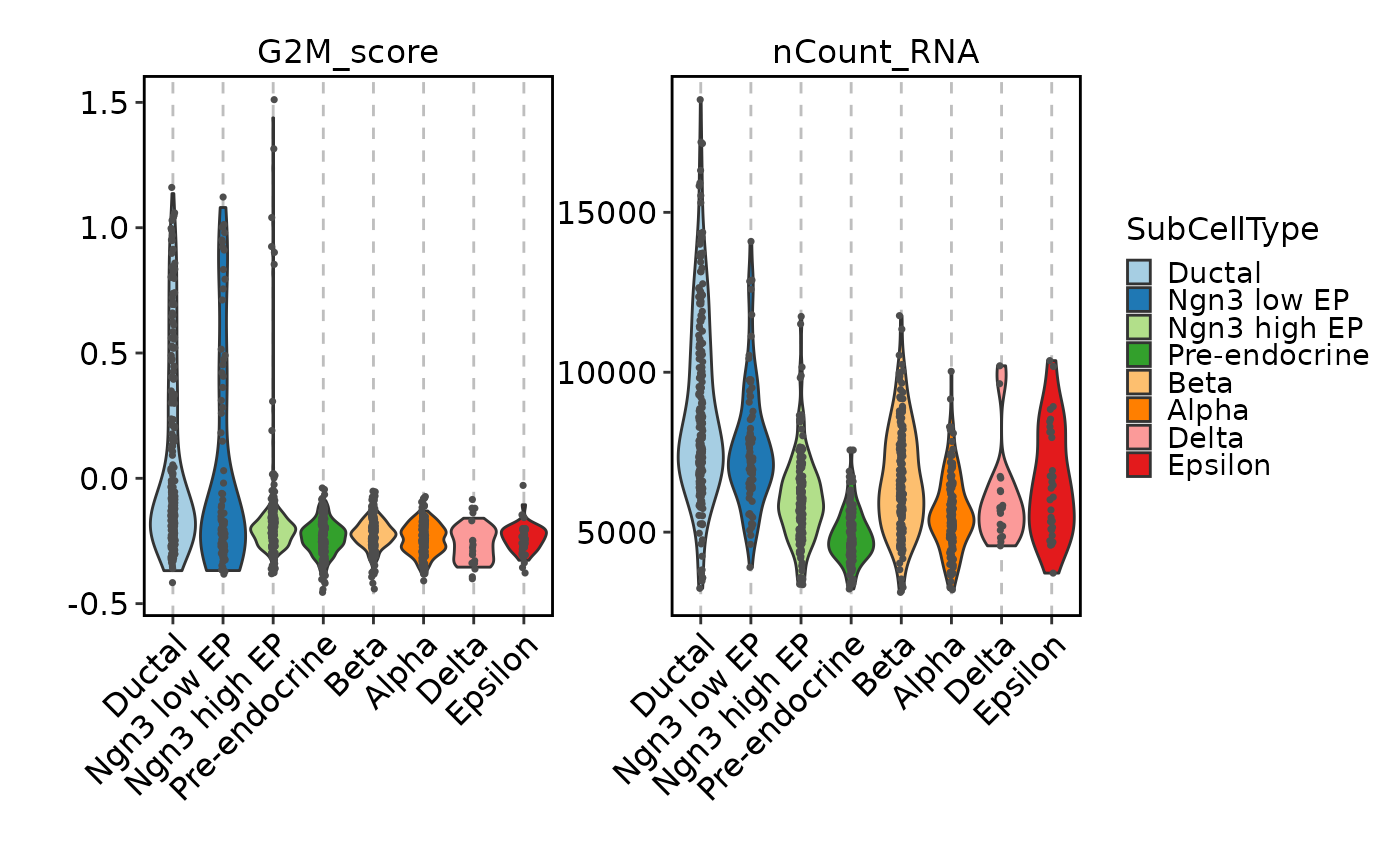 G2M_score
nCount_RNA
1.5
1.0
0.5
0.0
-0.5
15000
10000
5000
Ductal
Ngn3 low EP
Ngn3 high EP
Pre-endocrine
Beta
Alpha
Delta
Epsilon
Ductal
Ngn3 low EP
Ngn3 high EP
Pre-endocrine
Beta
Alpha
Delta
Epsilon
SubCellType
Ductal
Ngn3 low EP
Ngn3 high EP
Pre-endocrine
Beta
Alpha
Delta
Epsilon